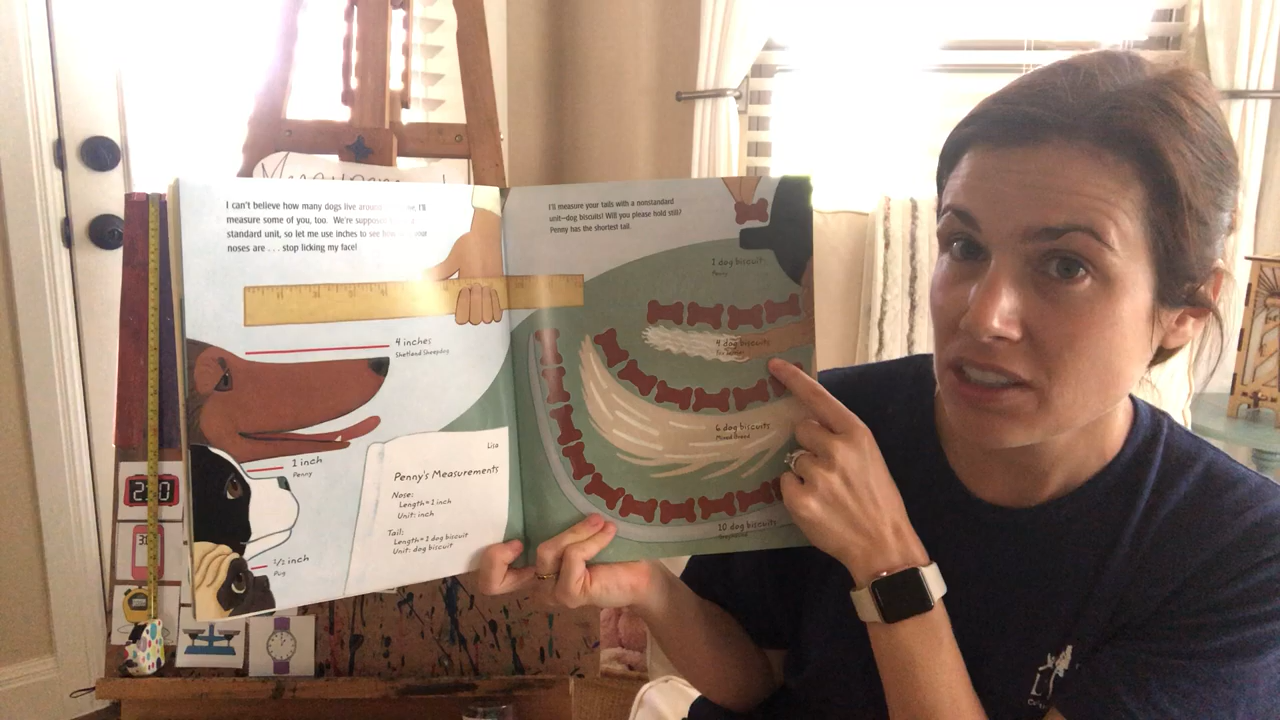 Measurement
I can't believe how many dogs live around I'll
measure some of you, too. We're supposed a
standard unit, so let me use inches to see how your
noses are . . . stop licking my face!
4 inches
Shetland Sheepdog
1 inch
Penny
1/2 inch
Pug
Lisa
Penny's Measurements
Nose:
Length = 1 inch
Unit: inch
Tail:
Length = 1 dog biscuit
Unit: dog biscuit
I'll measure your tails with a nonstandard
unit—dog biscuits! Will you please hold still?
Penny has the shortest tail.
1 dog biscuit
Penny
4 dog biscuits
6 dog biscuits
Mixed Breed
10 dog biscuits
Greyhound